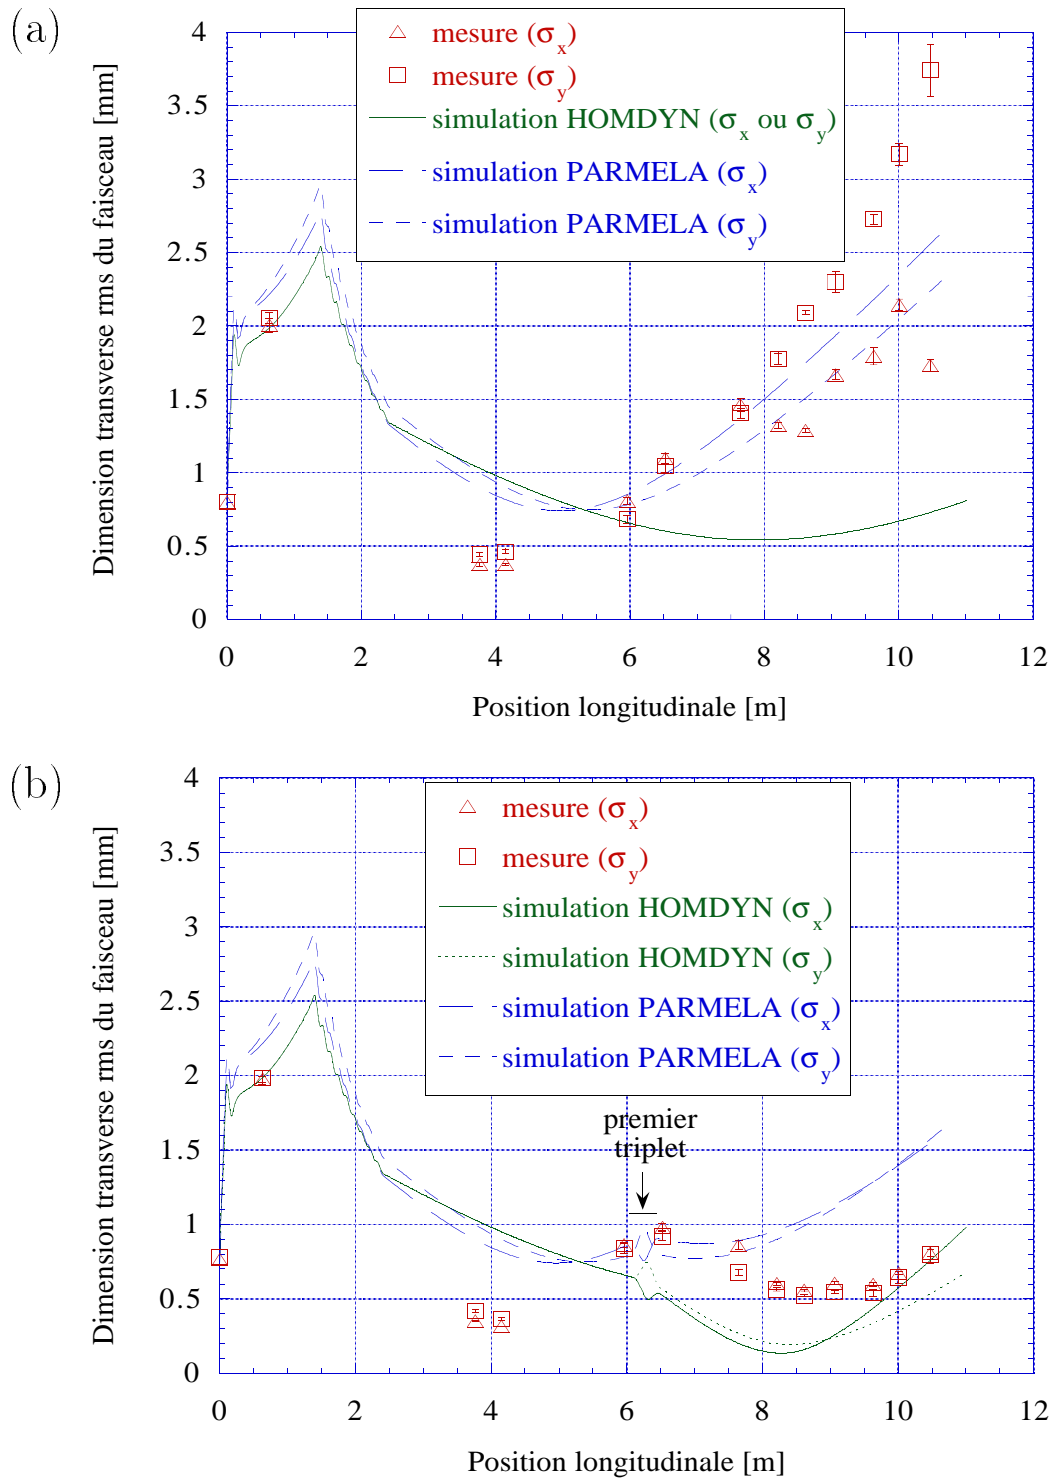 (a)
4
3.5
3
2.5
2
1.5
1
0.5
0
Dimension transverse rms du faisceau [mm]
mesure (σx)
mesure (σy)
simulation HOMDYN (σx ou σy)
simulation PARMELA (σx)
simulation PARMELA (σy)
0 2 4 6 8 10 12
Position longitudinale [m]
(b)
4
3.5
3
2.5
2
1.5
1
0.5
0
Dimension transverse rms du faisceau [mm]
mesure (σx)
mesure (σy)
simulation HOMDYN (σx)
simulation HOMDYN (σy)
simulation PARMELA (σx)
simulation PARMELA (σy)
premier
triplet
0 2 4 6 8 10 12
Position longitudinale [m]